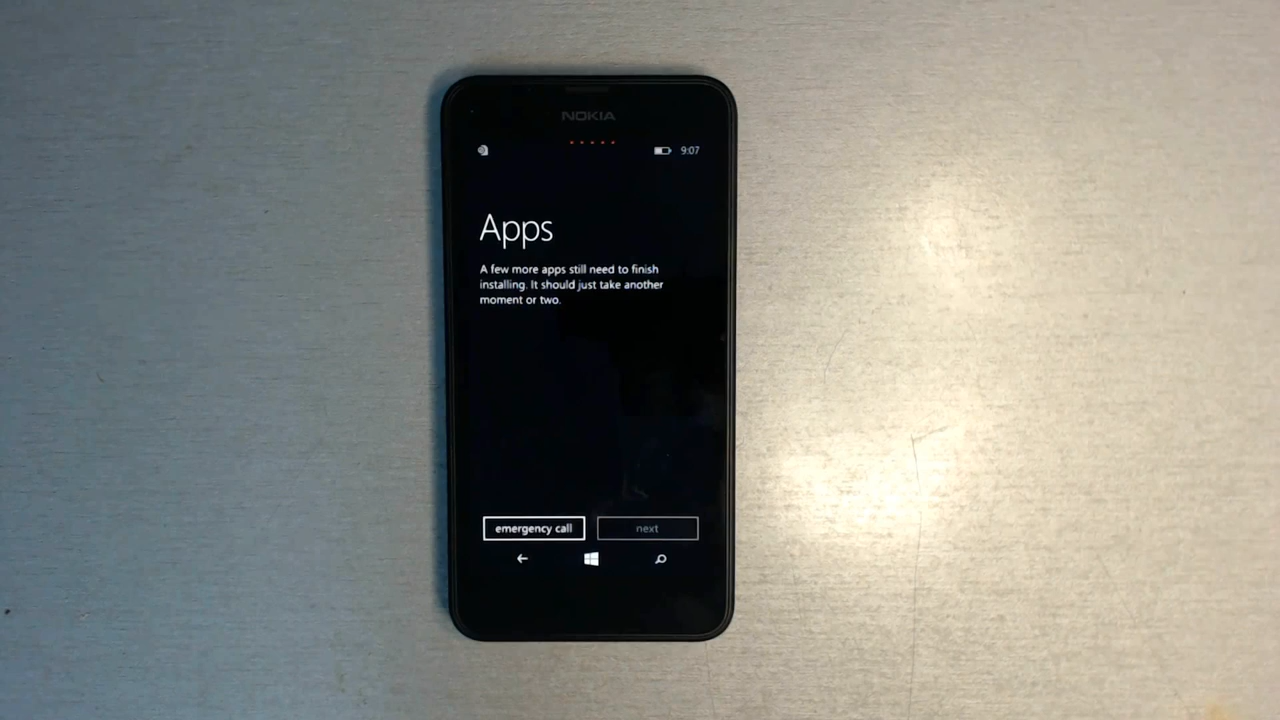 NOKIA
9:07
Apps
A few more apps still need to finish
installing. It should just take another
moment or two.
emergency call
next